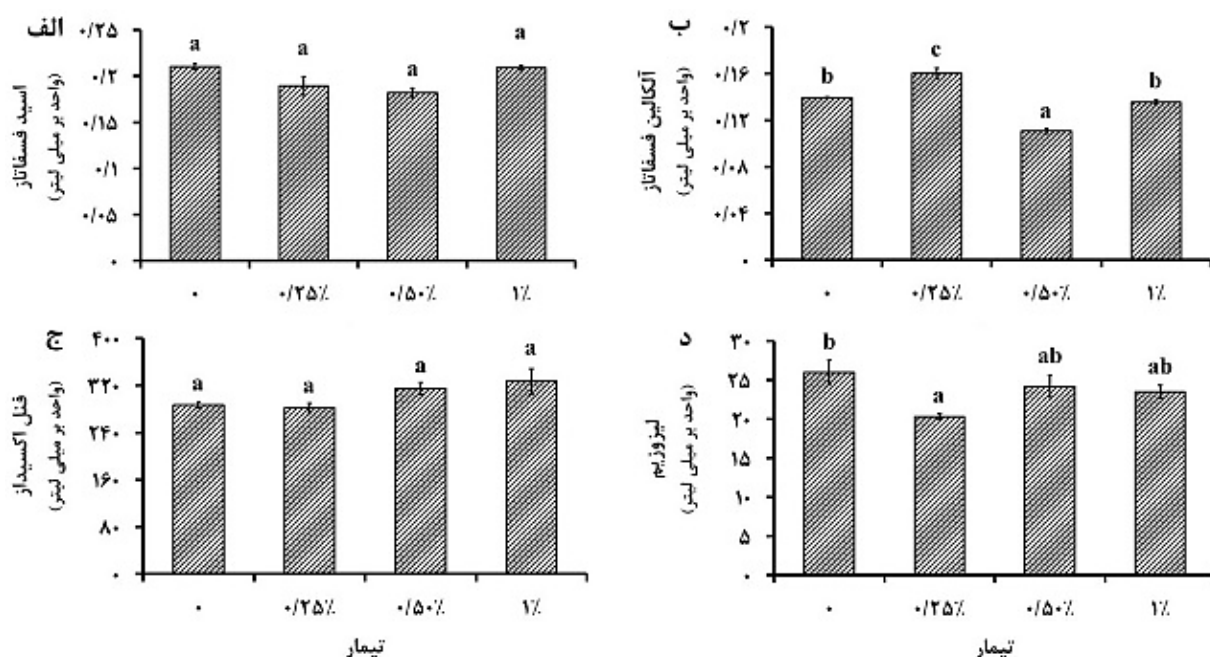 الف
اسید فسفاتاز
(واحد بر میلی لیتر)
۰/۲۵
۰/۲
۰/۱۵
۰/۱
۰/۰۵
۰
a a a a
۰ ۰/۲۵٪ ۰/۵۰٪ ۱٪
ب
آلکالین فسفاتاز
(واحد بر میلی لیتر)
۰/۲
۰/۱۶
۰/۱۲
۰/۰۸
۰/۰۴
۰
b c a b
۰ ۰/۲۵٪ ۰/۵۰٪ ۱٪
ج
فنل اکسیداز
(واحد بر میلی لیتر)
۴۰۰
۳۲۰
۲۴۰
۱۶۰
۸۰
۰
a a a a
۰ ۰/۲۵٪ ۰/۵۰٪ ۱٪
تیمار
د
لیزوزیم
(واحد بر میلی لیتر)
۳۰
۲۵
۲۰
۱۵
۱۰
۵
۰
b a ab ab
۰ ۰/۲۵٪ ۰/۵۰٪ ۱٪
تیمار